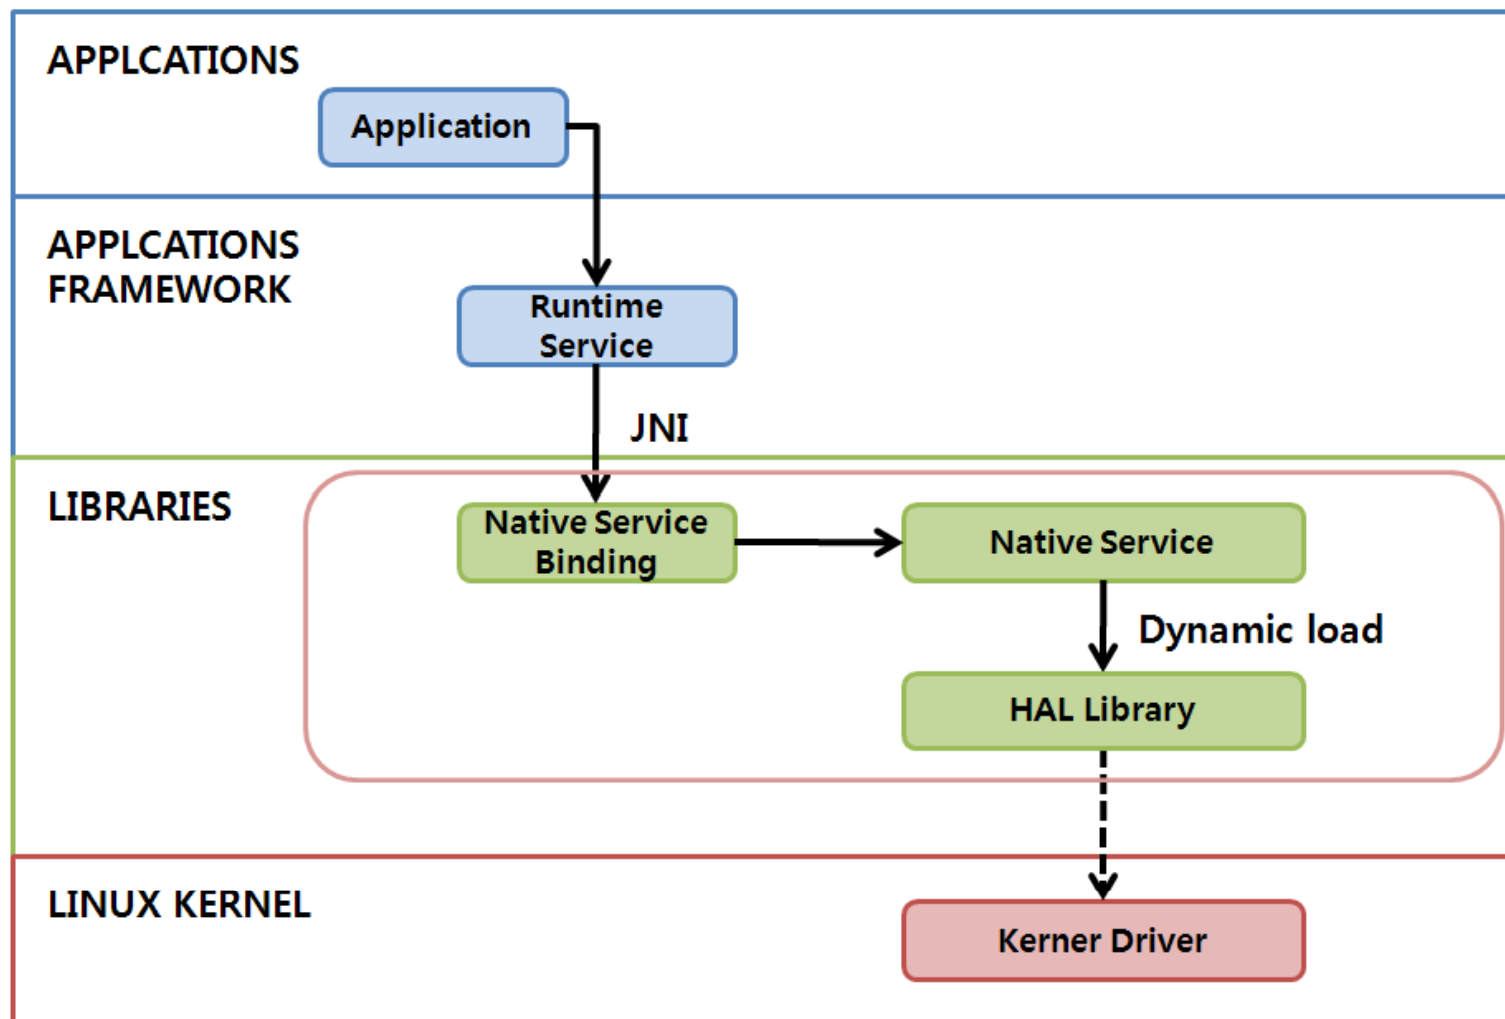 APPLCATIONS
Application
APPLCATIONS
FRAMEWORK
Runtime
Service
JNI
LIBRARIES
Native Service
Binding
Native Service
Dynamic load
HAL Library
LINUX KERNEL
Kerner Driver